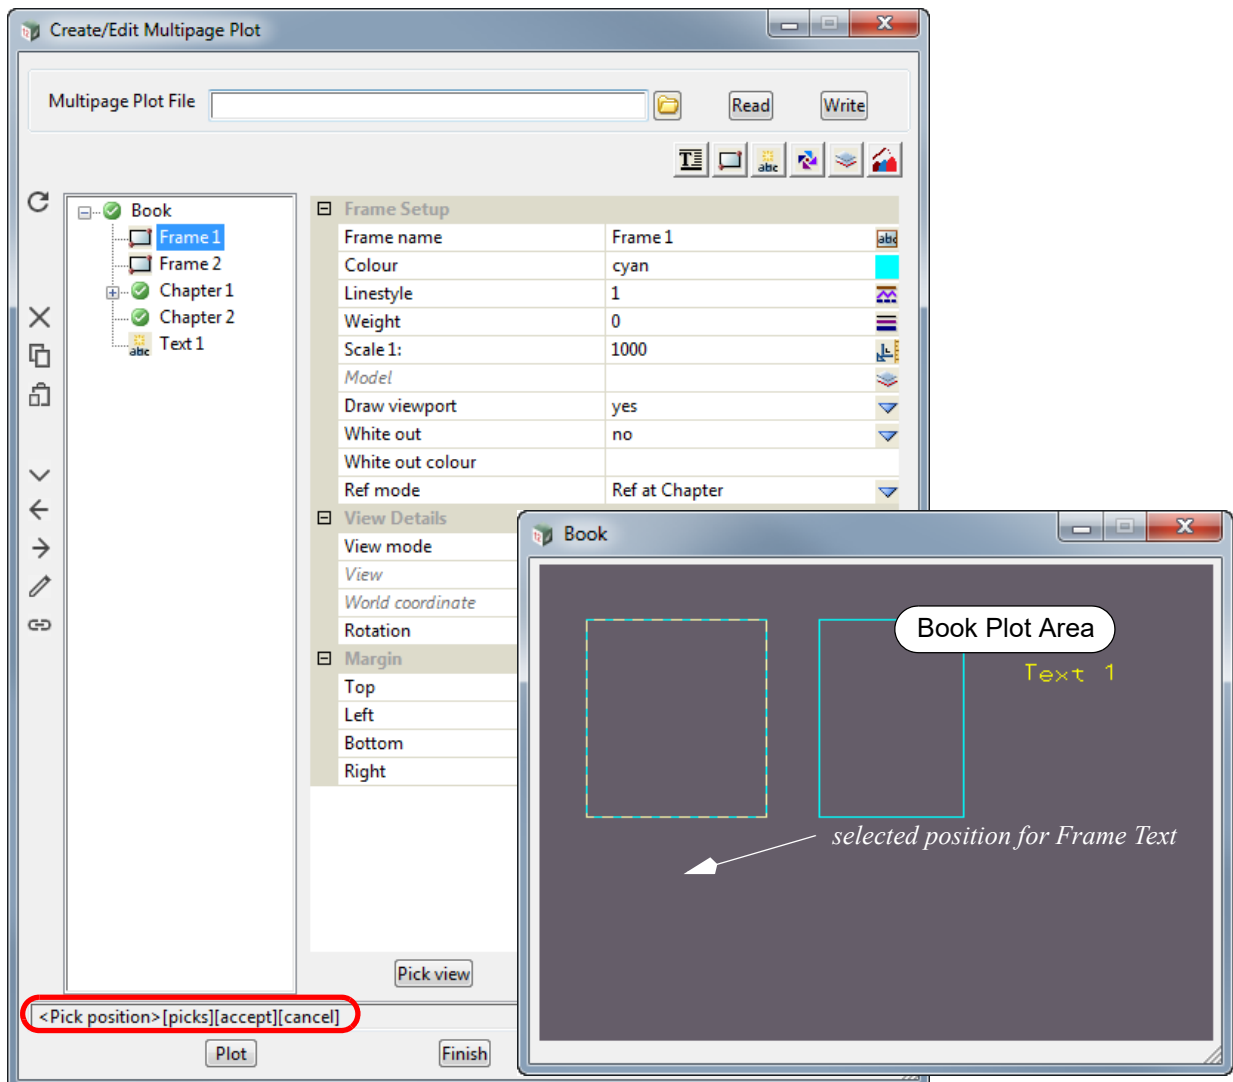 Create/Edit Multipage Plot
Multipage Plot File
Read
Write
T
abc
Book
Frame 1
Frame 2
Chapter 1
Chapter 2
abc Text 1
Frame Setup
Frame name Frame 1 abc
Colour cyan
Linestyle 1
Weight 0
Scale 1: 1000
Model
Draw viewport yes
White out no
White out colour
Ref mode Ref at Chapter
View Details
View mode
View
World coordinate
Rotation
Margin
Top
Left
Bottom
Right
Pick view
<Pick position>[picks][accept][cancel]
Plot
Finish
Book
Book Plot Area
Text 1
selected position for Frame Text